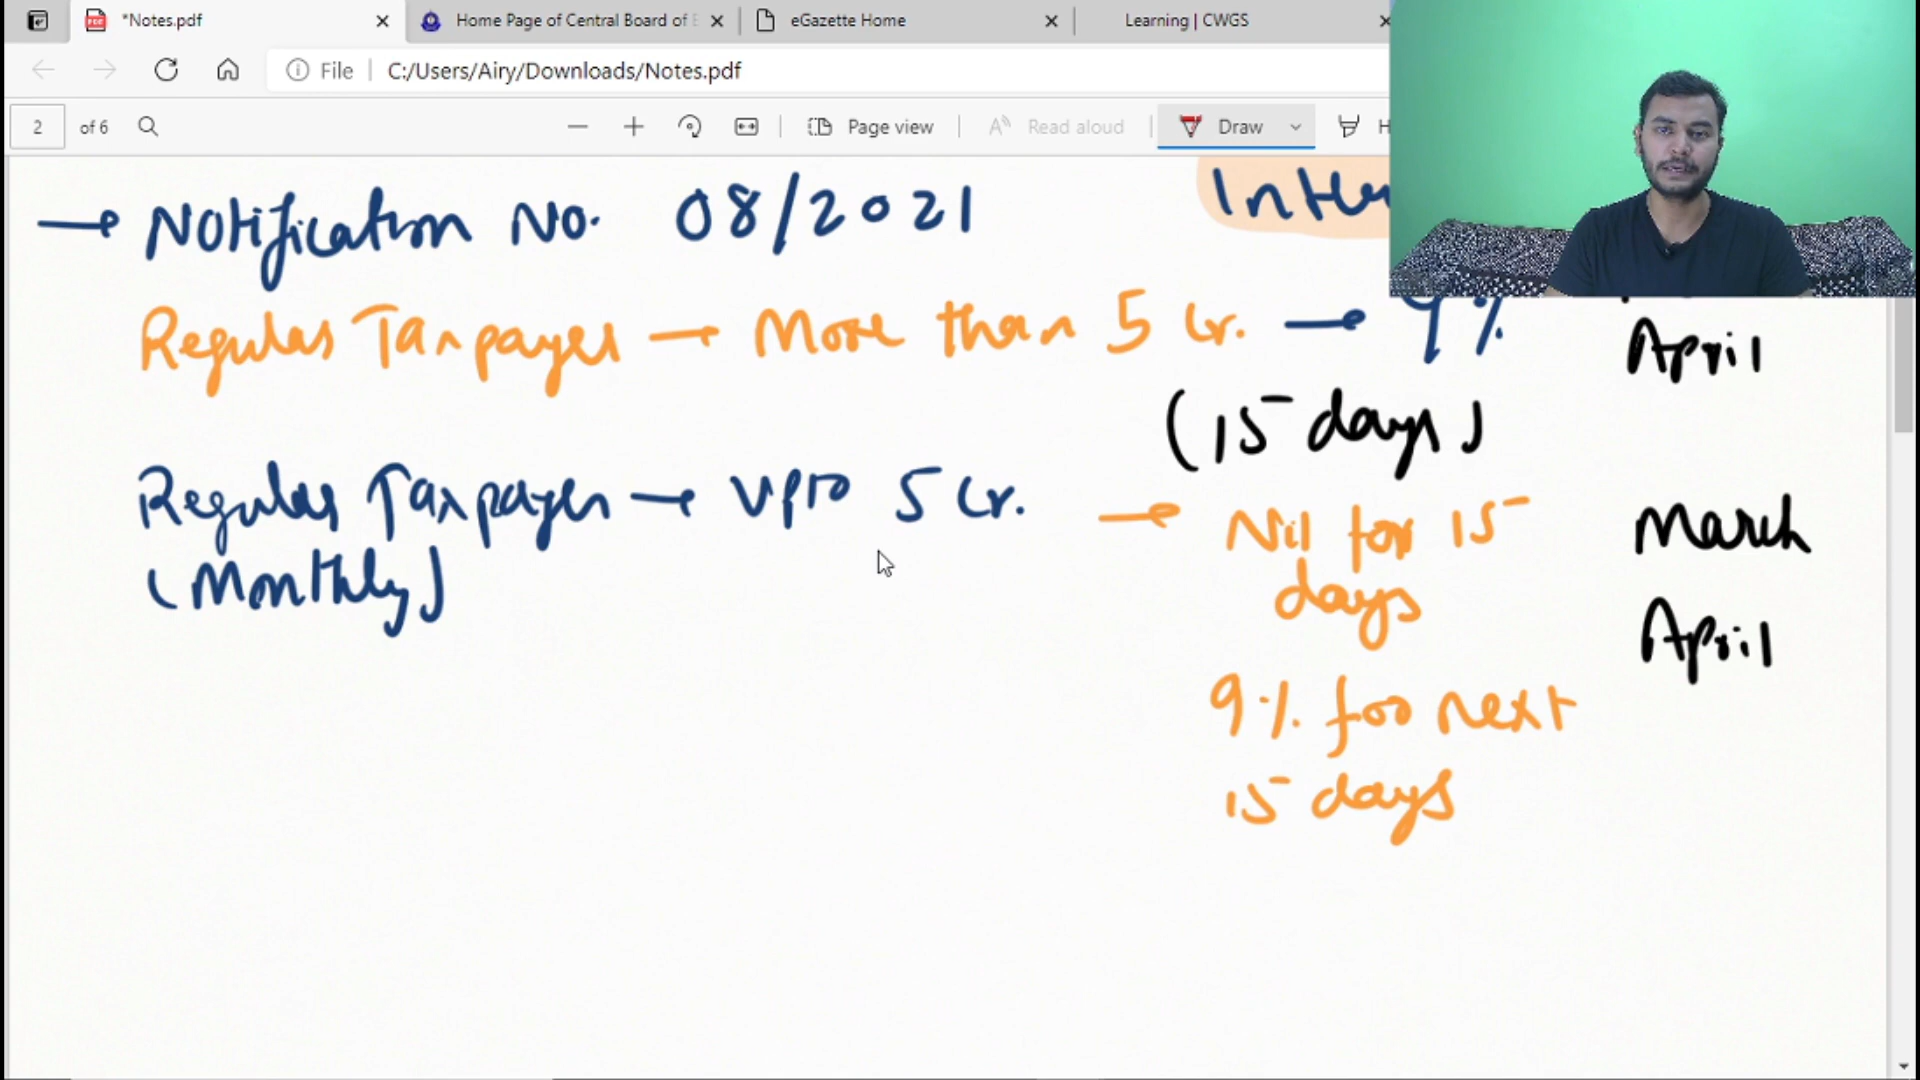 *Notes.pdf
Home Page of Central Board of
eGazette Home
Learning | CWGS
File
C:/Users/Airy/Downloads/Notes.pdf
2
of 6
Page view
Read aloud
Draw
H
→ Notification No. 08/2021
Regular Taxpayer → More than 5 Cr. → 9%
April
(15 days)
Regular Taxpayer → Upto 5 Cr.
(Monthly)
→ Nil for 15
days
March
April
9% for next
15 days